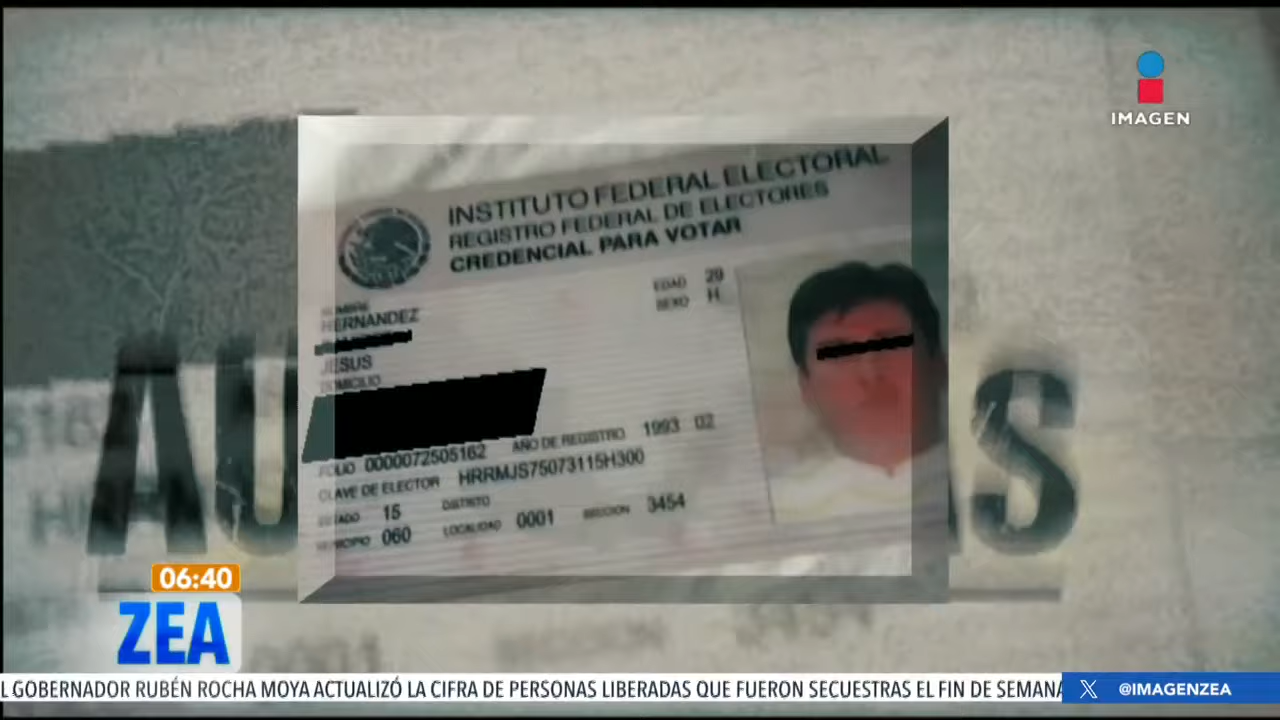 IMAGEN
INSTITUTO FEDERAL ELECTORAL
REGISTRO FEDERAL DE ELECTORES
CREDENCIAL PARA VOTAR
EDAD 29
SEXO H
NOMBRE
HERNANDEZ
JESUS
DOMICILIO
FOLIO 0000072505162 AÑO DE REGISTRO 1993 02
CLAVE DE ELECTOR HRRMJS75073115H300
ESTADO 15 DISTRITO
MUNICIPIO 060 LOCALIDAD 0001 SECCION 3454
06:40
ZEA
GOBERNADOR RUBÉN ROCHA MOYA ACTUALIZÓ LA CIFRA DE PERSONAS LIBERADAS QUE FUERON SECUESTRAS EL FIN DE SEMANA
@IMAGENZEA